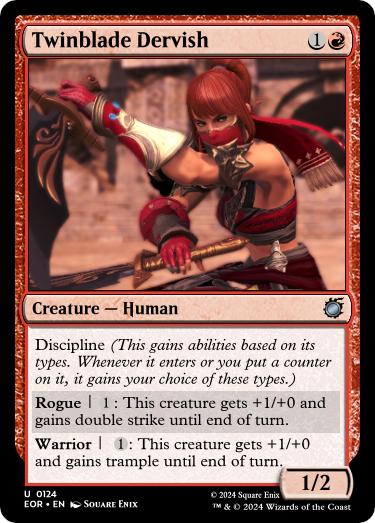 Twinblade Dervish 1
Creature — Human
Discipline (This gains abilities based on its
types. Whenever it enters or you put a counter
on it, it gains your choice of these types.)
Rogue | 1 : This creature gets +1/+0 and
gains double strike until end of turn.
Warrior | 1 : This creature gets +1/+0
and gains trample until end of turn.
1/2
U 0124
EOR • EN Square Enix
© 2024 Square Enix
™ & © 2024 Wizards of the Coast